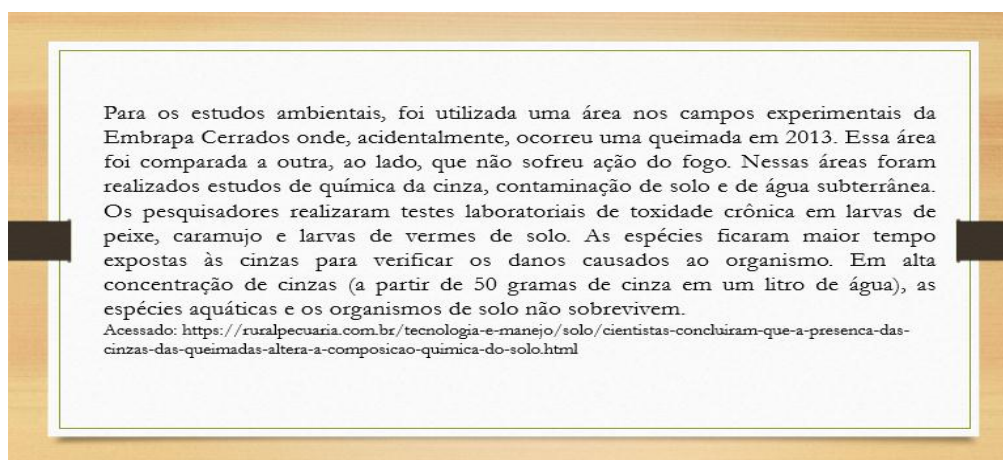 Para os estudos ambientais, foi utilizada uma área nos campos experimentais da
Embrapa Cerrados onde, acidentalmente, ocorreu uma queimada em 2013. Essa área
foi comparada a outra, ao lado, que não sofreu ação do fogo. Nessas áreas foram
realizados estudos de química da cinza, contaminação de solo e de água subterrânea.
Os pesquisadores realizaram testes laboratoriais de toxidade crônica em larvas de
peixe, caramujo e larvas de vermes de solo. As espécies ficaram maior tempo
expostas às cinzas para verificar os danos causados ao organismo. Em alta
concentração de cinzas (a partir de 50 gramas de cinza em um litro de água), as
espécies aquáticas e os organismos de solo não sobrevivem.
Acessado: https://ruralpecuaria.com.br/tecnologia-e-manejo/solo/cientistas-concluiram-que-a-presenca-das-
cinzas-das-queimadas-altera-a-composicao-quimica-do-solo.html